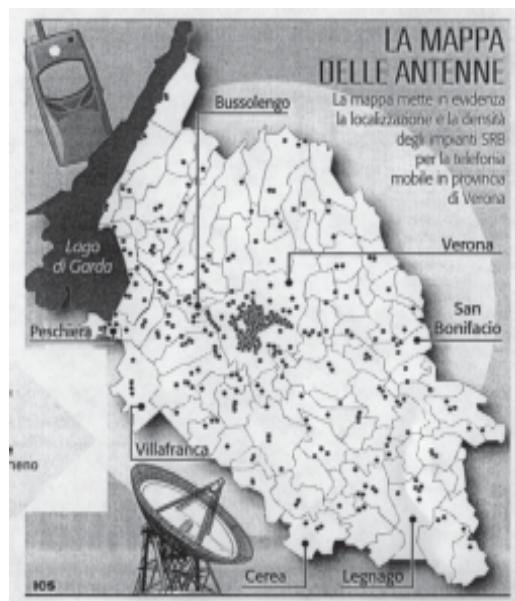 LA MAPPA
DELLE ANTENNE
La mappa mette in evidenza
la localizzazione e la densità
degli impianti SRB
per la telefonia
mobile in provincia
di Verona
Bussolengo
Verona
Lago
di Garda
San
Bonifacio
Peschiera
Villafranca
neno
Cerea
Legnago